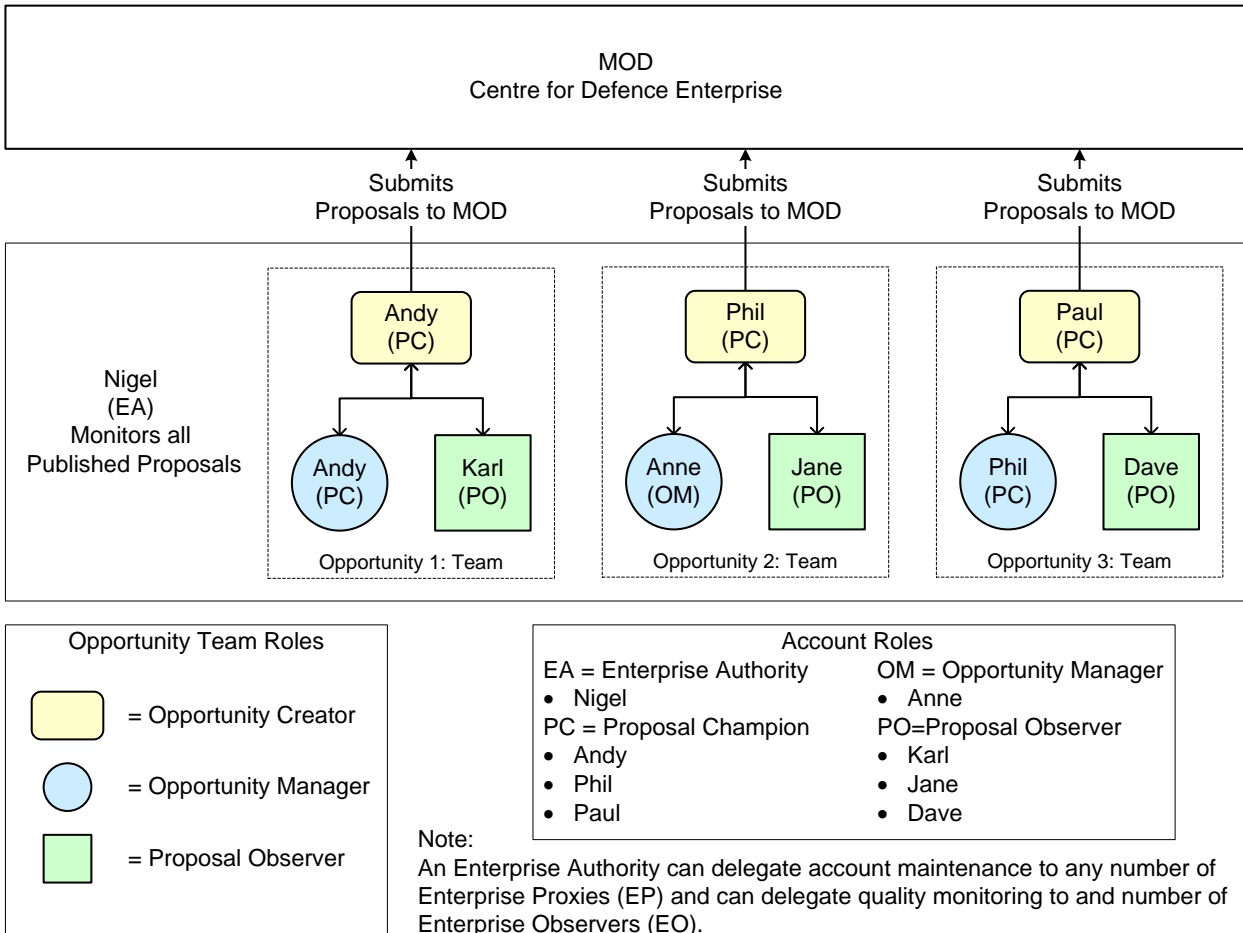 MOD
Centre for Defence Enterprise
Submits
Proposals to MOD
Submits
Proposals to MOD
Submits
Proposals to MOD
Nigel
(EA)
Monitors all
Published Proposals
Andy
(PC)
Andy
(PC)
Karl
(PO)
Opportunity 1: Team
Phil
(PC)
Anne
(OM)
Jane
(PO)
Opportunity 2: Team
Paul
(PC)
Phil
(PC)
Dave
(PO)
Opportunity 3: Team
Opportunity Team Roles
= Opportunity Creator
= Opportunity Manager
= Proposal Observer
Account Roles
EA = Enterprise Authority
• Nigel
PC = Proposal Champion
• Andy
• Phil
• Paul
OM = Opportunity Manager
• Anne
PO=Proposal Observer
• Karl
• Jane
• Dave
Note:
An Enterprise Authority can delegate account maintenance to any number of
Enterprise Proxies (EP) and can delegate quality monitoring to and number of
Enterprise Observers (EO).